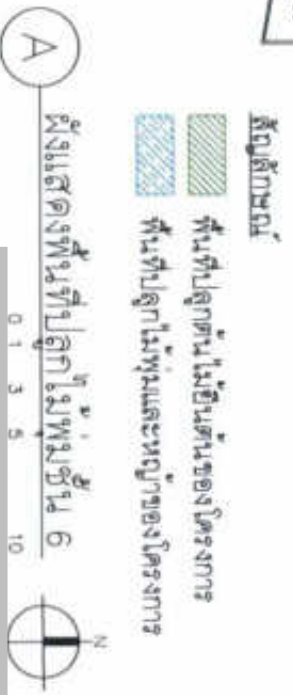 สัญลักษณ์
พื้นที่ปลูกต้นไม้ยืนต้นของโครงการ
พื้นที่ปลูกไม้พุ่มและหญ้าของโครงการ
A
ผังแสดงพื้นที่ปลูกไม้พุ่มชั้น 6
0 1 3 5 10
N